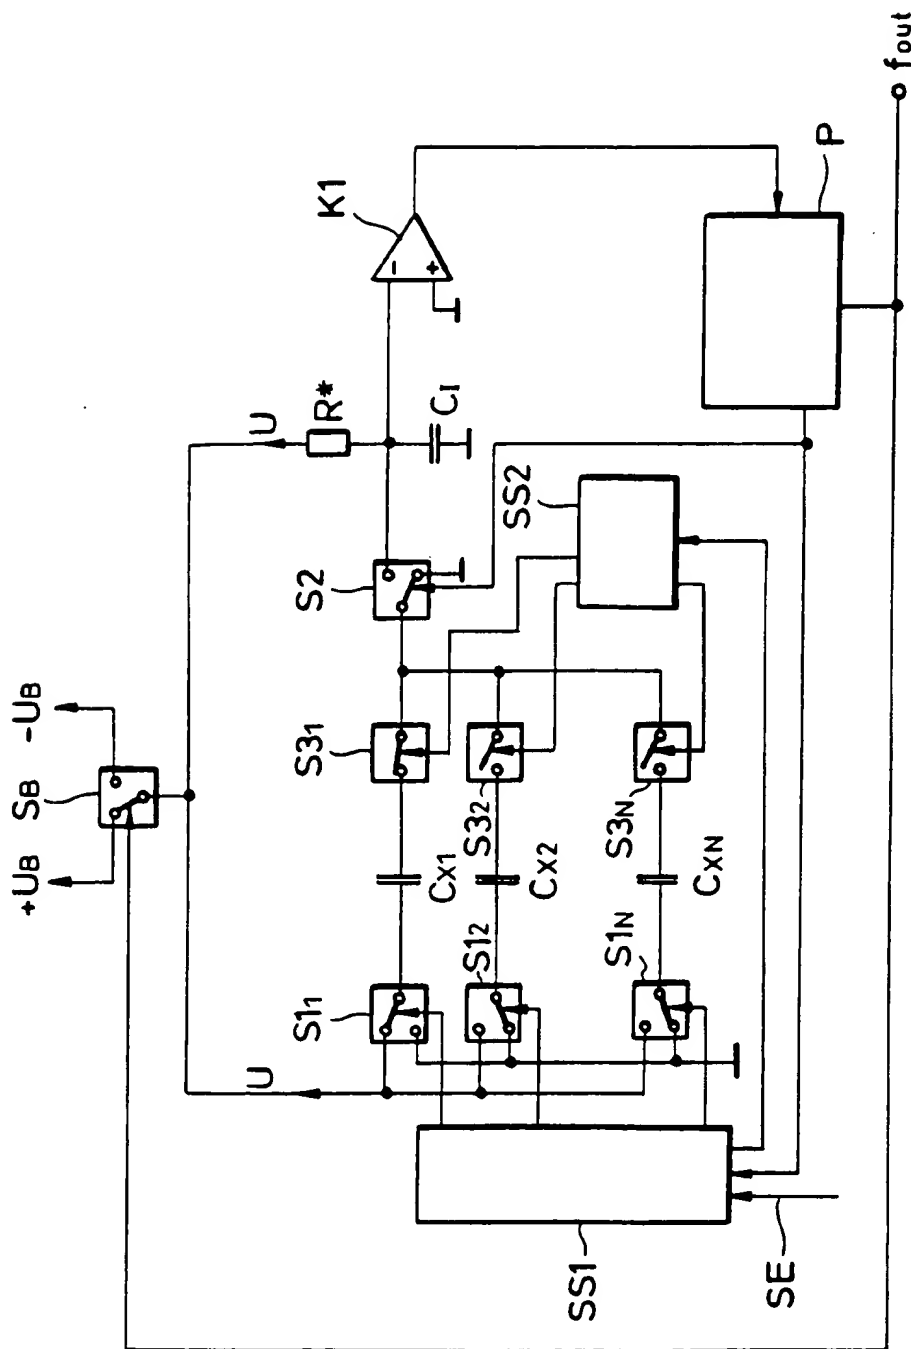 +UB
SB
-UB
U
U
R*
CI
K1
S2
S31
S32
S3N
SS2
S11
S12
S1N
CX1
CX2
CXN
SS1
SE
P
fout
-
+